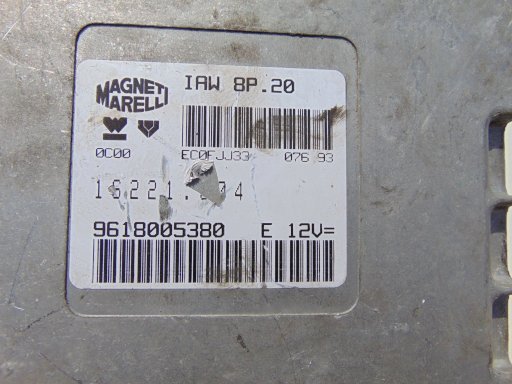 MAGNETI
MARELLI
IAW 8P.20
0C00 EC0FJJ33 076 93
9618005380 E 12V=